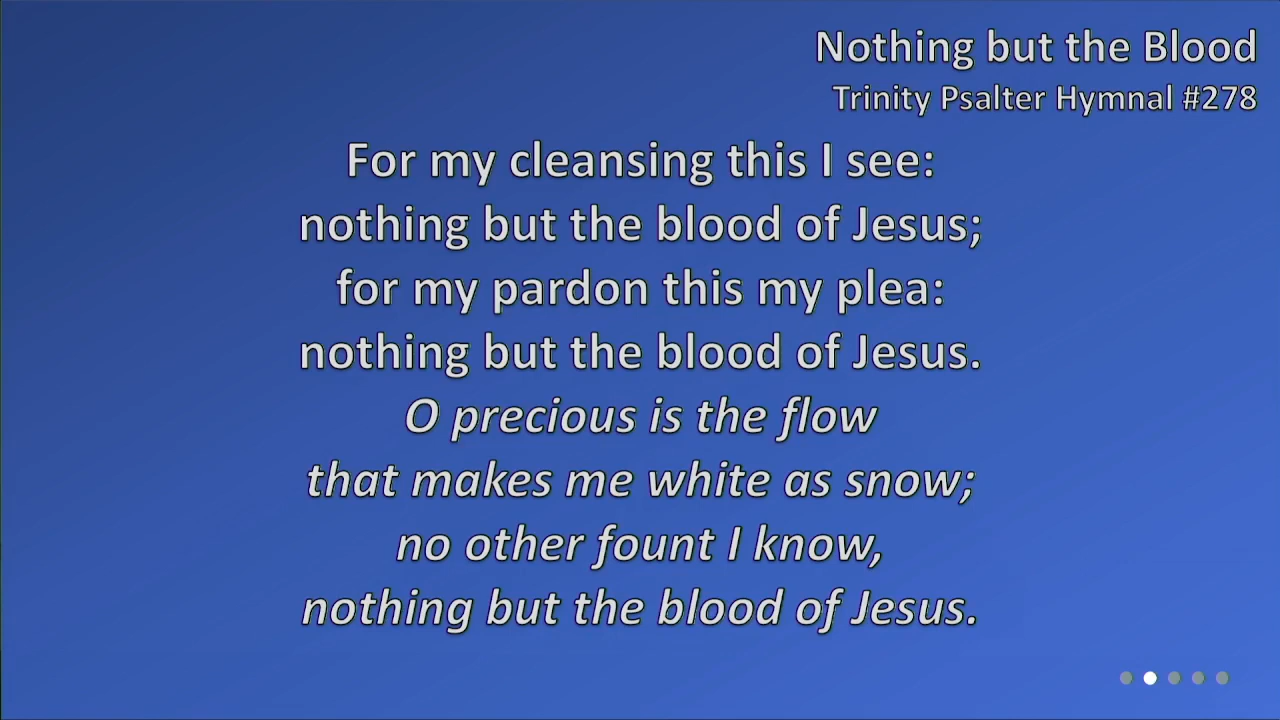 Nothing but the Blood
Trinity Psalter Hymnal #278
For my cleansing this I see:
nothing but the blood of Jesus;
for my pardon this my plea:
nothing but the blood of Jesus.
O precious is the flow
that makes me white as snow;
no other fount I know,
nothing but the blood of Jesus.